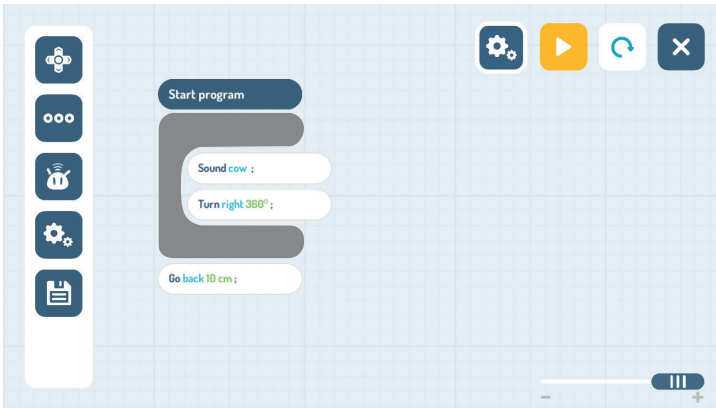 Start program
Sound cow ;
Turn right 360° ;
Go back 10 cm ;